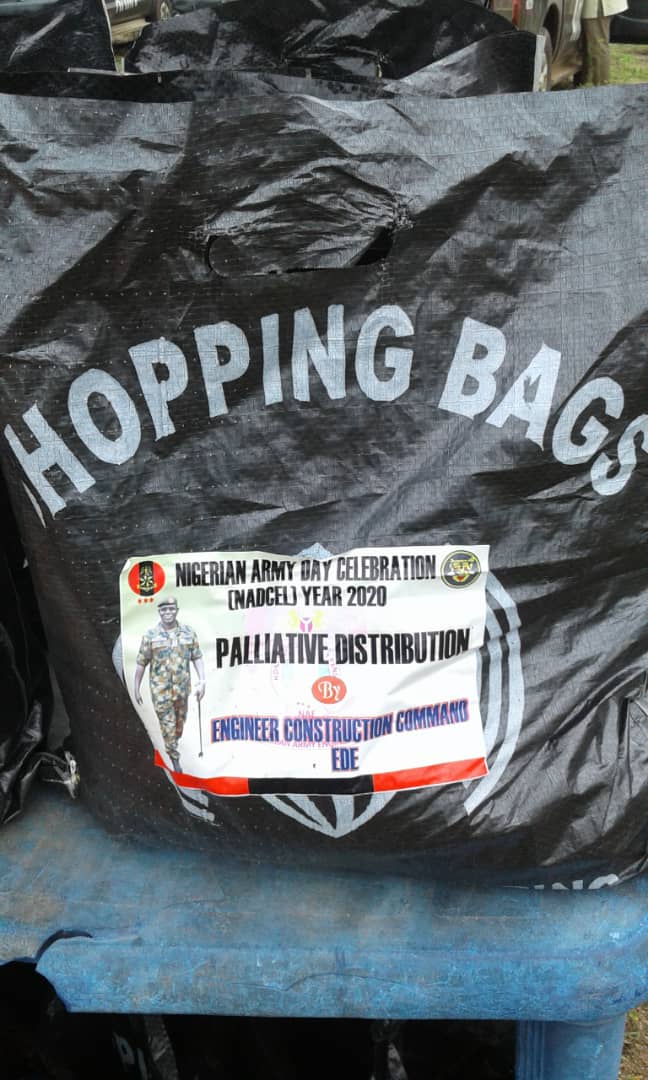 HOPPING BAGS
NIGERIAN ARMY DAY CELEBRATION
(NADCEL) YEAR 2020
PALLIATIVE DISTRIBUTION
By
ENGINEER CONSTRUCTION COMMAND
EDE